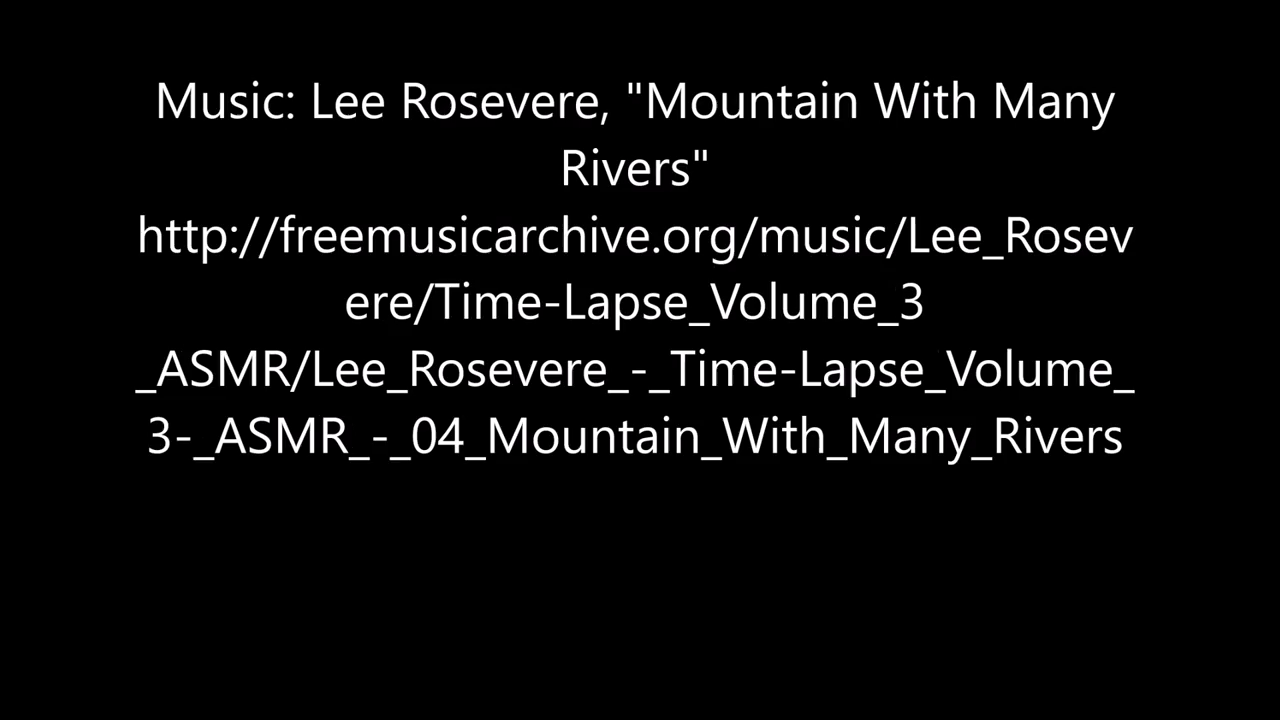 Music: Lee Rosevere, "Mountain With Many
Rivers"
http://freemusicarchive.org/music/Lee_Rosev
ere/Time-Lapse_Volume_3
_ASMR/Lee_Rosevere_-_Time-Lapse_Volume_
3-_ASMR_-_04_Mountain_With_Many_Rivers